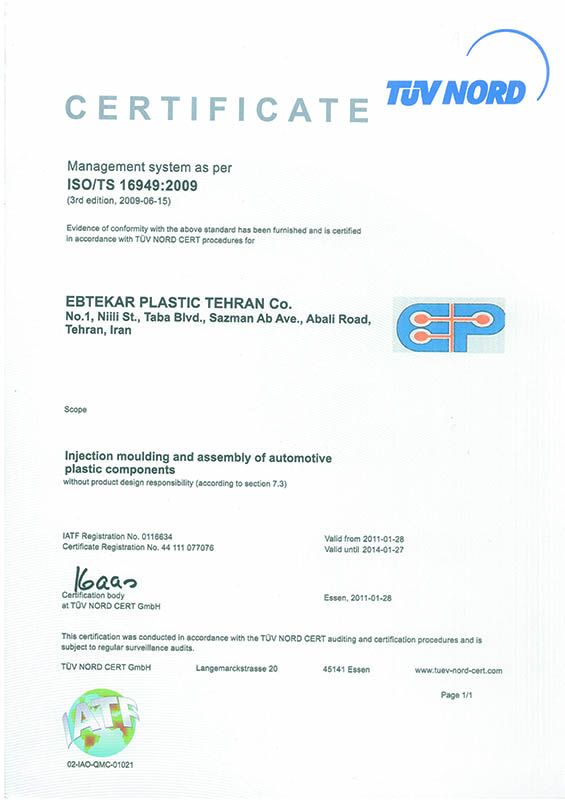 TÜV NORD
CERTIFICATE
Management system as per
ISO/TS 16949:2009
(3rd edition, 2009-06-15)
Evidence of conformity with the above standard has been furnished and is certified
in accordance with TÜV NORD CERT procedures for
EBTEKAR PLASTIC TEHRAN Co.
No.1, Niili St., Taba Blvd., Sazman Ab Ave., Abali Road,
Tehran, Iran
EP
Scope
Injection moulding and assembly of automotive
plastic components
without product design responsibility (according to section 7.3)
IATF Registration No. 0116634
Certificate Registration No. 44 111 077076
Valid from 2011-01-28
Valid until 2014-01-27
Certification body
at TÜV NORD CERT GmbH
Essen, 2011-01-28
This certification was conducted in accordance with the TÜV NORD CERT auditing and certification procedures and is
subject to regular surveillance audits.
TÜV NORD CERT GmbH Langemarckstrasse 20 45141 Essen www.tuev-nord-cert.com
Page 1/1
IATF
02-IAO-QMC-01021